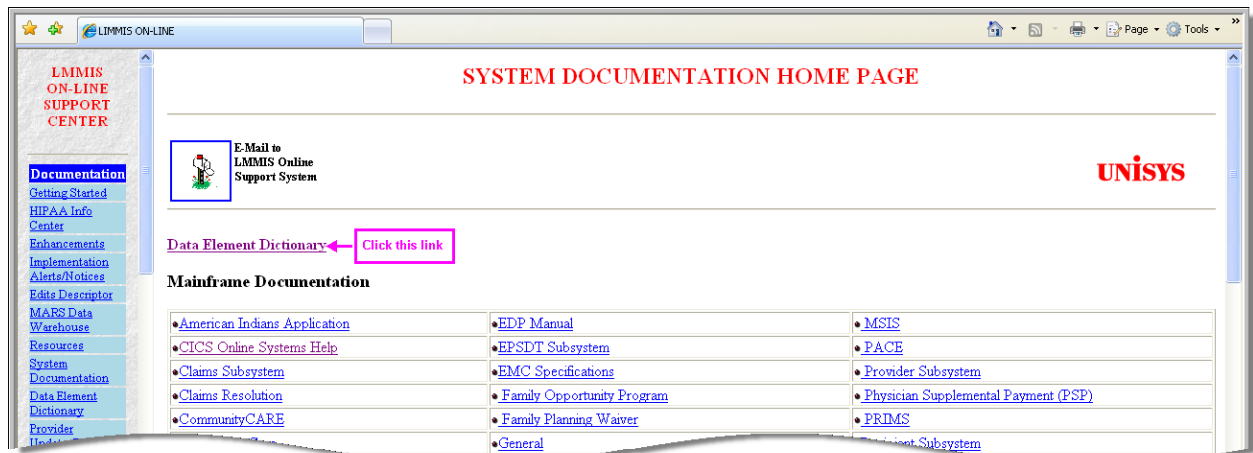 LIMMIS ON-LINE
Page
Tools
LMMIS
ON-LINE
SUPPORT
CENTER
Documentation
Getting Started
HIPAA Info
Center
Enhancements
Implementation
Alerts/Notices
Edits Descriptor
MARS Data
Warehouse
Resources
System
Documentation
Data Element
Dictionary
Provider
SYSTEM DOCUMENTATION HOME PAGE
E-Mail to
LMMIS Online
Support System
UNISYS
Data Element Dictionary
Click this link
Mainframe Documentation
American Indians Application EDP Manual MSIS
CICS Online Systems Help EPSDT Subsystem PACE
Claims Subsystem EMC Specifications Provider Subsystem
Claims Resolution Family Opportunity Program Physician Supplemental Payment (PSP)
CommunityCARE Family Planning Waiver PRIMS
General Subsystem